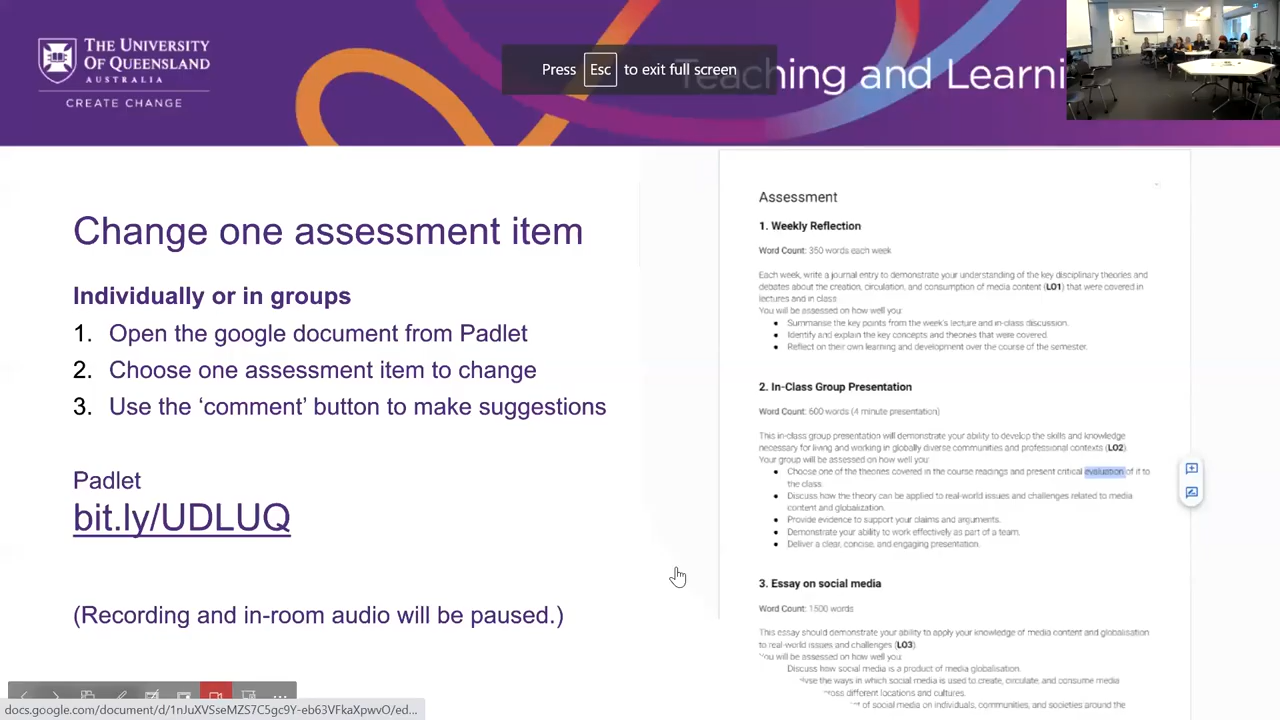 THE UNIVERSITY
OF QUEENSLAND
AUSTRALIA
CREATE CHANGE
Press Esc to exit full screen
Teaching and Learni
Change one assessment item
Individually or in groups
1. Open the google document from Padlet
2. Choose one assessment item to change
3. Use the ‘comment’ button to make suggestions
Padlet
bit.ly/UDLUQ
(Recording and in-room audio will be paused.)
docs.google.com/document/d/1nJuXVSseMZS7C5gc9Y-eb63VFkaXpwvO/ed...
Assessment
1. Weekly Reflection
Word Count: 350 words each week
Each week, write a journal entry to demonstrate your understanding of the key disciplinary theories and
debates about the creation, circulation, and consumption of media content (LO1) that were covered in
lectures and in class.
You will be assessed on how well you:
● Summarise the key points from the week's lecture and in-class discussion.
● Identify and explain the key concepts and theories that were covered.
● Reflect on their own learning and development over the course of the semester.
2. In-Class Group Presentation
Word Count: 600 words (4 minute presentation)
This in-class group presentation will demonstrate your ability to develop the skills and knowledge
necessary for living and working in globally diverse communities and professional contexts (LO2).
Your group will be assessed on how well you:
● Choose one of the theories covered in the course readings and present critical evaluation of it to
the class.
● Discuss how the theory can be applied to real-world issues and challenges related to media
content and globalization.
● Provide evidence to support your claims and arguments.
● Demonstrate your ability to work effectively as part of a team.
● Deliver a clear, concise, and engaging presentation.
3. Essay on social media
Word Count: 1500 words
This essay should demonstrate your ability to apply your knowledge of media content and globalisation
to real-world issues and challenges (LO3)
You will be assessed on how well you:
Discuss how social media is a product of media globalisation.
the ways in which social media is used to create, circulate, and consume media
different locations and cultures.
of social media on individuals, communities, and societies around the